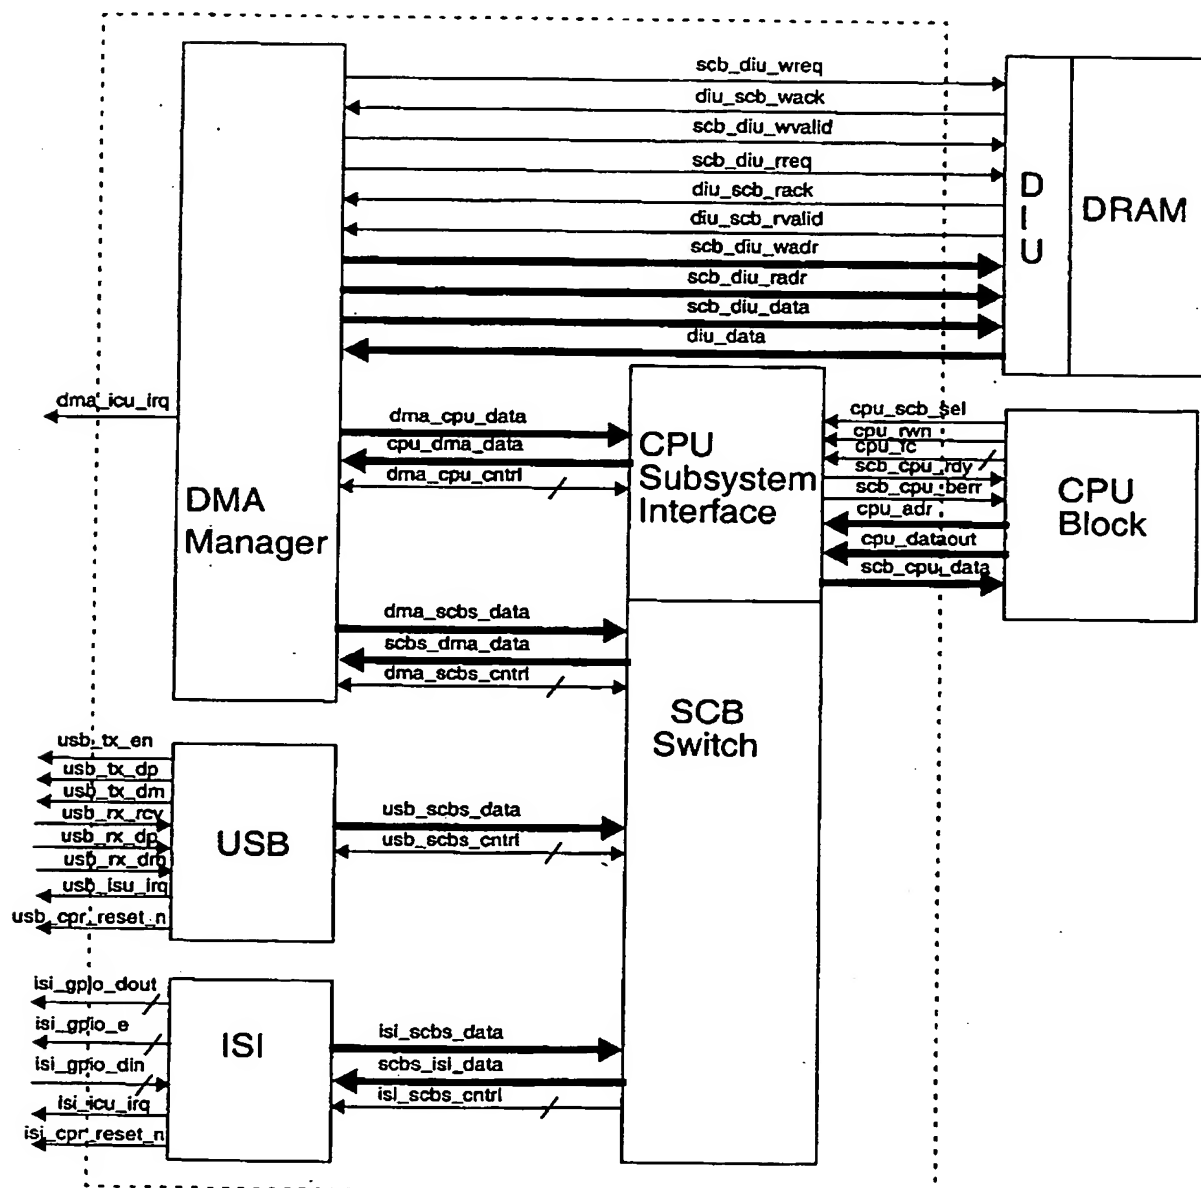 scb_diu_wreq
diu_scb_wack
scb_diu_wvalid
scb_diu_rreq
diu_scb_rack
diu_scb_rvalid
scb_diu_wadr
scb_diu_radr
scb_diu_data
diu_data
D
I
U
DRAM
dma_icu_irq
DMA
Manager
dma_cpu_data
cpu_dma_data
dma_cpu_cntrl
CPU
Subsystem
Interface
cpu_scb_sel
cpu_rwn
cpu_fc
scb_cpu_rdy
scb_cpu_berr
cpu_adr
cpu_dataout
scb_cpu_data
CPU
Block
dma_scbs_data
scbs_dma_data
dma_scbs_cntrl
SCB
Switch
usb_tx_en
usb_tx_dp
usb_tx_dm
usb_rx_rcv
usb_rx_dp
usb_rx_dm
usb_isu_irq
usb_cpr_reset_n
USB
usb_scbs_data
usb_scbs_cntrl
isi_gpio_dout
isi_gpio_e
isi_gpio_din
isi_icu_irq
isi_cpr_reset_n
ISI
isi_scbs_data
scbs_isi_data
isi_scbs_cntrl